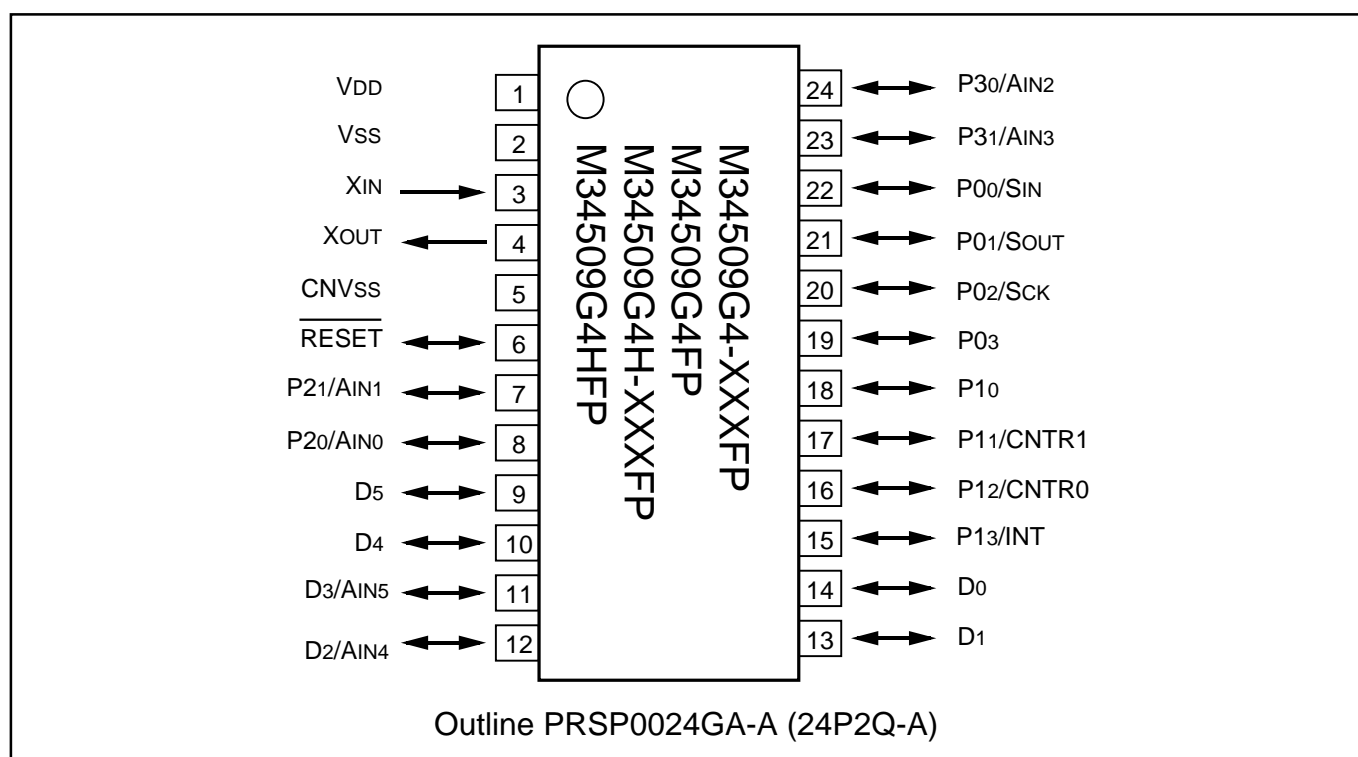 VDD 1
VSS 2
XIN 3
XOUT 4
CNVSS 5
RESET 6
P21/AIN1 7
P20/AIN0 8
D5 9
D4 10
D3/AIN5 11
D2/AIN4 12
M34509G4-XXXFP
M34509G4FP
M34509G4H-XXXFP
M34509G4HFP
24 P30/AIN2
23 P31/AIN3
22 P00/SIN
21 P01/SOUT
20 P02/SCK
19 P03
18 P10
17 P11/CNTR1
16 P12/CNTR0
15 P13/INT
14 D0
13 D1
Outline PRSP0024GA-A (24P2Q-A)